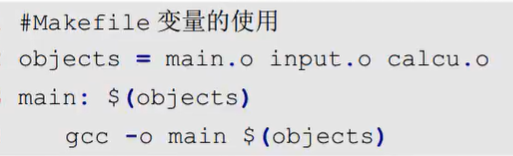 #Makefile 变量的使用
objects = main.o input.o calcu.o
main: $(objects)
    gcc -o main $(objects)